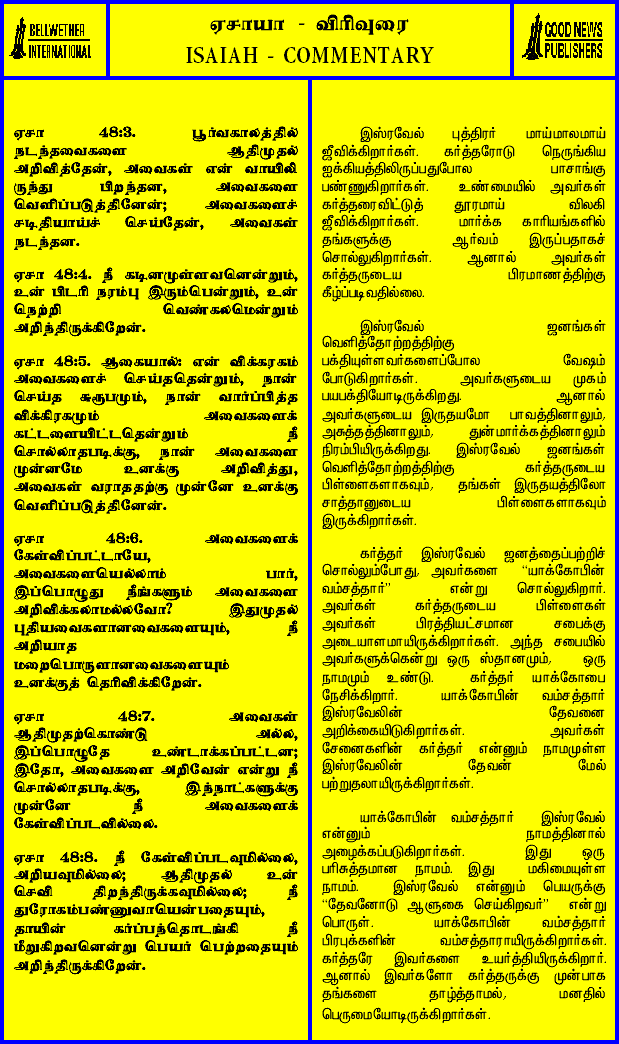 BELLWETHER
INTERNATIONAL
ஏசாயா - விரிவுரை
ISAIAH - COMMENTARY
GOOD NEWS
PUBLISHERS
ஏசா 48:3. பூர்வகாலத்தில்
நடந்தவைகளை ஆதிமுதல்
அறிவித்தேன், அவைகள் என் வாயிலி
ருந்து பிறந்தன, அவைகளை
வெளிப்படுத்தினேன்; அவைகளைச்
சடிதியாய்ச் செய்தேன், அவைகள்
நடந்தன.
ஏசா 48:4. நீ கடினமுள்ளவனென்றும்,
உன் பிடரி நரம்பு இரும்பென்றும், உன்
நெற்றி வெண்கலமென்றும்
அறிந்திருக்கிறேன்.
ஏசா 48:5. ஆகையால்: என் விக்கரகம்
அவைகளைச் செய்ததென்றும், நான்
செய்த சுரூபமும், நான் வார்ப்பித்த
விக்கிரகமும் அவைகளைக்
கட்டளையிட்டதென்றும் நீ
சொல்லாதபடிக்கு, நான் அவைகளை
முன்னமே உனக்கு அறிவித்து,
அவைகள் வராததற்கு முன்னே உனக்கு
வெளிப்படுத்தினேன்.
ஏசா 48:6. அவைகளைக்
கேள்விப்பட்டாயே,
அவைகளையெல்லாம் பார்,
இப்பொழுது நீங்களும் அவைகளை
அறிவிக்கலாமல்லவோ? இதுமுதல்
புதியவைகளானவைகளையும், நீ
அறியாத
மறைபொருளானவைகளையும்
உனக்குத் தெரிவிக்கிறேன்.
ஏசா 48:7. அவைகள்
ஆதிமுதற்கொண்டு அல்ல,
இப்பொழுதே உண்டாக்கப்பட்டன;
இதோ, அவைகளை அறிவேன் என்று நீ
சொல்லாதபடிக்கு, இந்நாட்களுக்கு
முன்னே நீ அவைகளைக்
கேள்விப்படவில்லை.
ஏசா 48:8. நீ கேள்விப்படவுமில்லை,
அறியவுமில்லை; ஆதிமுதல் உன்
செவி திறந்திருக்கவுமில்லை; நீ
துரோகம்பண்ணுவாயென்பதையும்,
தாயின் கர்ப்பந்தொடங்கி நீ
மீறுகிறவனென்று பெயர் பெற்றதையும்
அறிந்திருக்கிறேன்.
இஸ்ரவேல் புத்திரர் மாய்மாலமாய்
ஜீவிக்கிறார்கள். கர்த்தரோடு நெருங்கிய
ஐக்கியத்திலிருப்பதுபோல பாசாங்கு
பண்ணுகிறார்கள். உண்மையில் அவர்கள்
கர்த்தரைவிட்டுத் தூரமாய் விலகி
ஜீவிக்கிறார்கள். மார்க்க காரியங்களில்
தங்களுக்கு ஆர்வம் இருப்பதாகச்
சொல்லுகிறார்கள். ஆனால் அவர்கள்
கர்த்தருடைய பிரமாணத்திற்கு
கீழ்ப்படிவதில்லை.
இஸ்ரவேல் ஜனங்கள்
வெளித்தோற்றத்திற்கு
பக்தியுள்ளவர்களைப்போல வேஷம்
போடுகிறார்கள். அவர்களுடைய முகம்
பயபக்தியோடிருக்கிறது. ஆனால்
அவர்களுடைய இருதயமோ பாவத்தினாலும்,
அசுத்தத்தினாலும், துன்மார்க்கத்தினாலும்
நிரம்பியிருக்கிறது. இஸ்ரவேல் ஜனங்கள்
வெளித்தோற்றத்திற்கு கர்த்தருடைய
பிள்ளைகளாகவும், தங்கள் இருதயத்திலோ
சாத்தானுடைய பிள்ளைகளாகவும்
இருக்கிறார்கள்.
கர்த்தர் இஸ்ரவேல் ஜனத்தைப்பற்றிச்
சொல்லும்போது, அவர்களை “யாக்கோபின்
வம்சத்தார்” என்று சொல்லுகிறார்.
அவர்கள் கர்த்தருடைய பிள்ளைகள்
அவர்கள் பிரத்தியட்சமான சபைக்கு
அடையாளமாயிருக்கிறார்கள். அந்த சபையில்
அவர்களுக்கென்று ஒரு ஸ்தானமும், ஒரு
நாமமும் உண்டு. கர்த்தர் யாக்கோபை
நேசிக்கிறார். யாக்கோபின் வம்சத்தார்
இஸ்ரவேலின் தேவனை
அறிக்கையிடுகிறார்கள். அவர்கள்
சேனைகளின் கர்த்தர் என்னும் நாமமுள்ள
இஸ்ரவேலின் தேவன் மேல்
பற்றுதலாயிருக்கிறார்கள்.
யாக்கோபின் வம்சத்தார் இஸ்ரவேல்
என்னும் நாமத்தினால்
அழைக்கப்படுகிறார்கள். இது ஒரு
பரிசுத்தமான நாமம். இது மகிமையுள்ள
நாமம். இஸ்ரவேல் என்னும் பெயருக்கு
“தேவனோடு ஆளுகை செய்கிறவர்” என்று
பொருள். யாக்கோபின் வம்சத்தார்
பிரபுக்களின் வம்சத்தாராயிருக்கிறார்கள்.
கர்த்தரே இவர்களை உயர்த்தியிருக்கிறார்.
ஆனால் இவர்களோ கர்த்தருக்கு முன்பாக
தங்களை தாழ்த்தாமல், மனதில்
பெருமையோடிருக்கிறார்கள்.